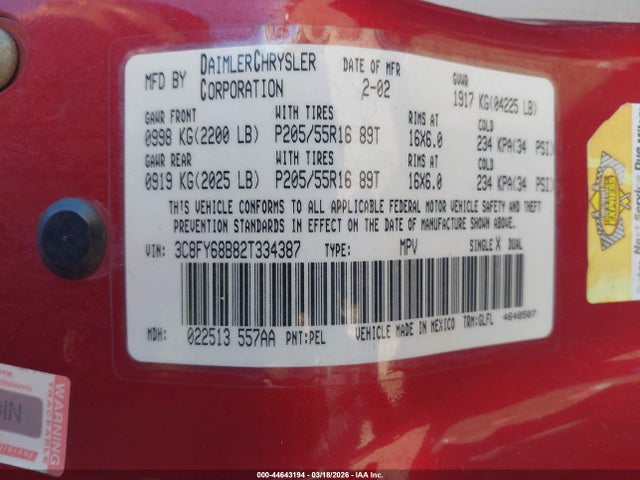 MFD BY DAIMLERCHRYSLER CORPORATION
DATE OF MFR 2-02
GVWR 1917 KG(04225 LB)
GAWR FRONT WITH TIRES RIMS AT COLD
0998 KG(2200 LB) P205/55R16 89T 16X6.0 234 KPA(34 PSI)
GAWR REAR WITH TIRES RIMS AT COLD
0919 KG(2025 LB) P205/55R16 89T 16X6.0 234 KPA(34 PSI)
THIS VEHICLE CONFORMS TO ALL APPLICABLE FEDERAL MOTOR VEHICLE SAFETY AND THEFT
PREVENTION STANDARDS IN EFFECT ON THE DATE OF MANUFACTURE SHOWN ABOVE.
VIN: 3C8FY68B82T334387 TYPE: MPV SINGLE X DUAL
MDH: 022513 557AA PNT:PEL VEHICLE MADE IN MEXICO TRM:GLFL 4648507
WARNING
000-44643194 | 03/18/2026 | IAA Inc.